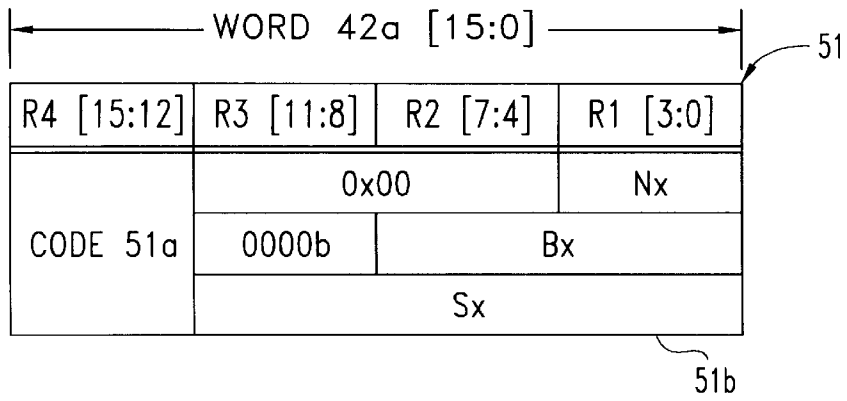 WORD 42a [15:0]
51
R4 [15:12] R3 [11:8] R2 [7:4] R1 [3:0]
0x00 Nx
CODE 51a 0000b Bx
Sx
51b